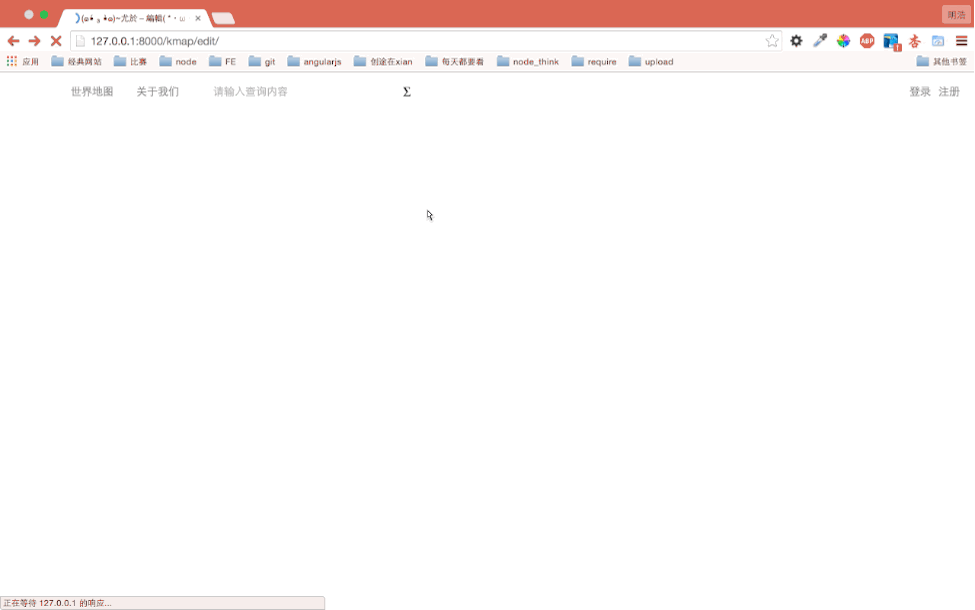 尤於 – 編輯
明浩
127.0.0.1:8000/kmap/edit/
ABP
应用 经典网站 比赛 node FE git angularjs 创途在xian 每天都要看 node_think require upload 其他书签
世界地图 关于我们 请输入查询内容 Σ 登录 注册
正在等待 127.0.0.1 的响应...